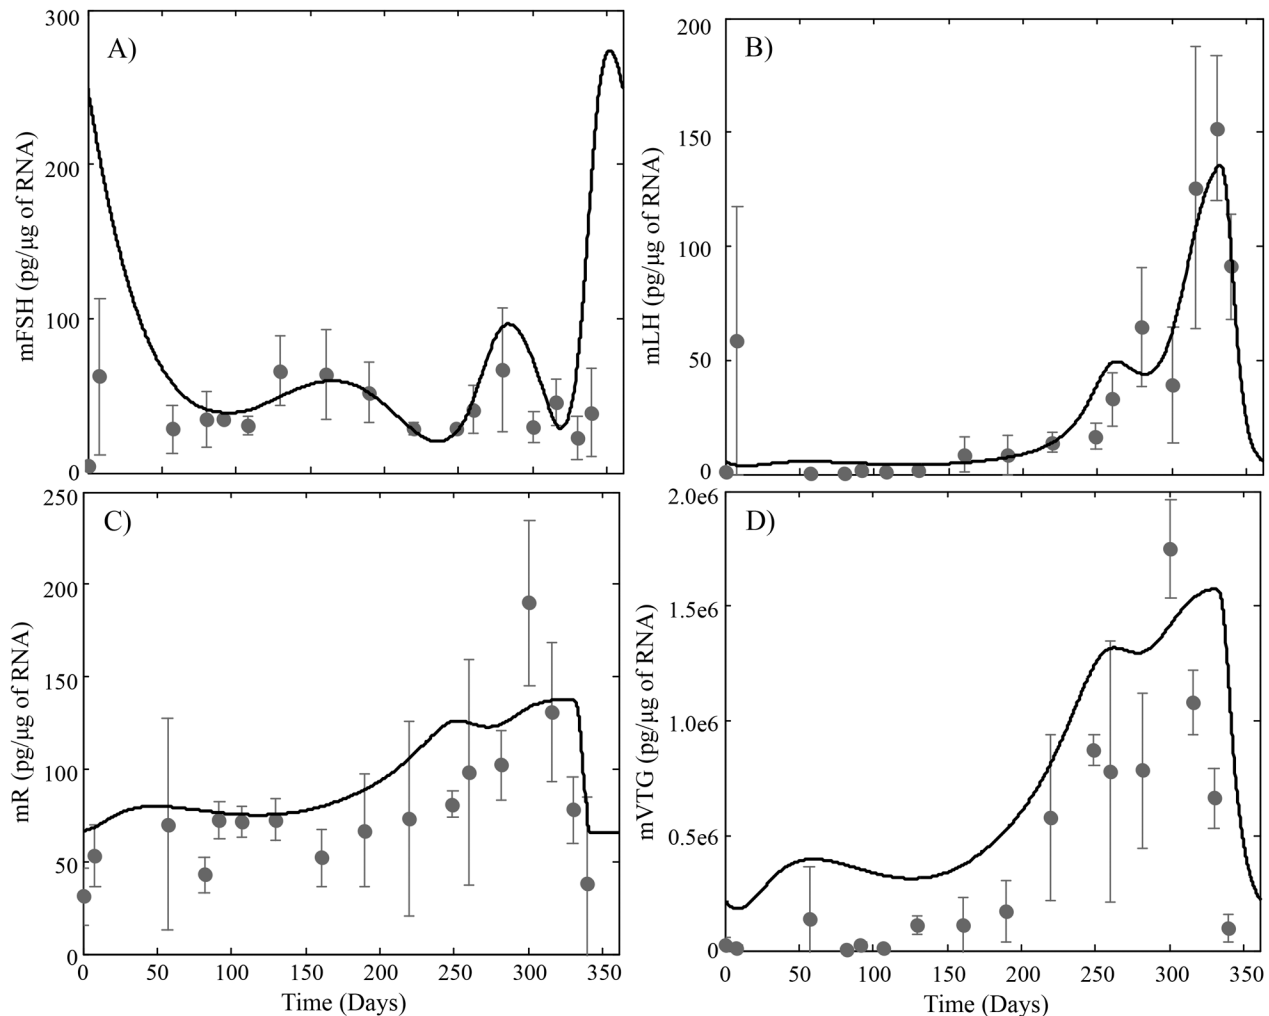 A)
300
200
100
0
mFSH (pg/μg of RNA)
B)
200
150
100
50
0
mLH (pg/μg of RNA)
C)
250
200
150
100
50
0
mR (pg/μg of RNA)
0 50 100 150 200 250 300 350
Time (Days)
D)
2.0e6
1.5e6
1.0e6
0.5e6
0
mVTG (pg/μg of RNA)
0 50 100 150 200 250 300 350
Time (Days)